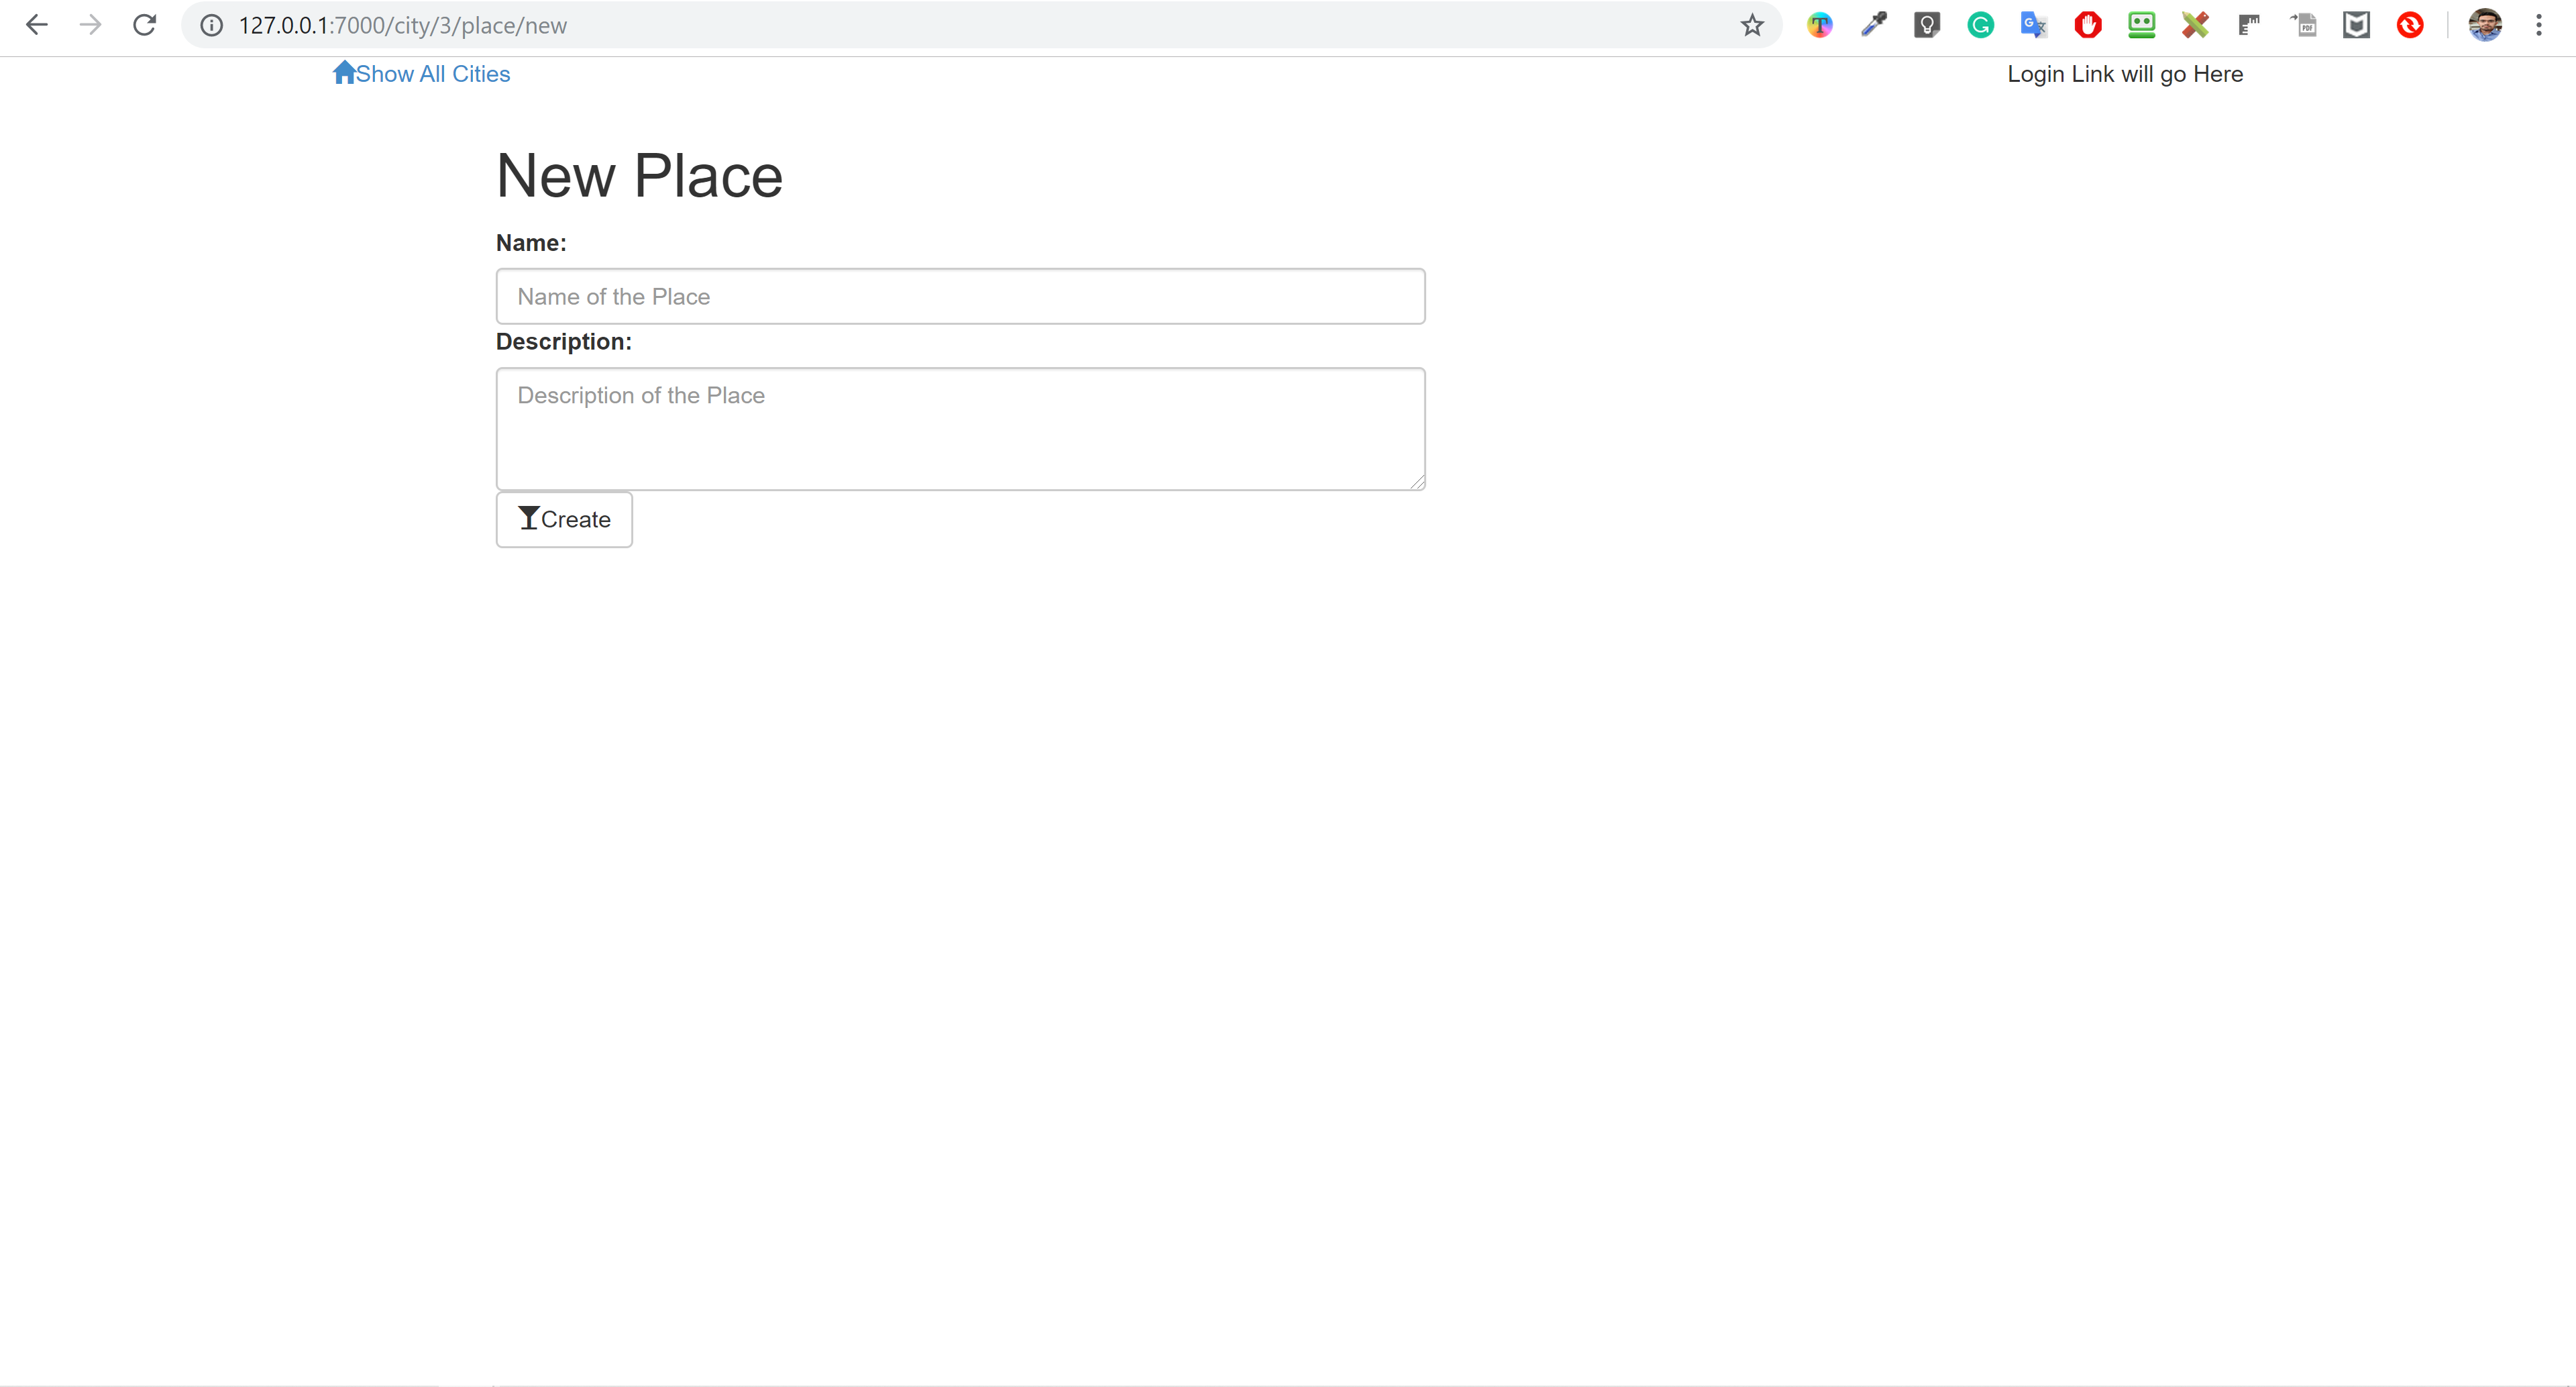 127.0.0.1:7000/city/3/place/new
Show All Cities
Login Link will go Here
New Place
Name:
Name of the Place
Description:
Description of the Place
Create